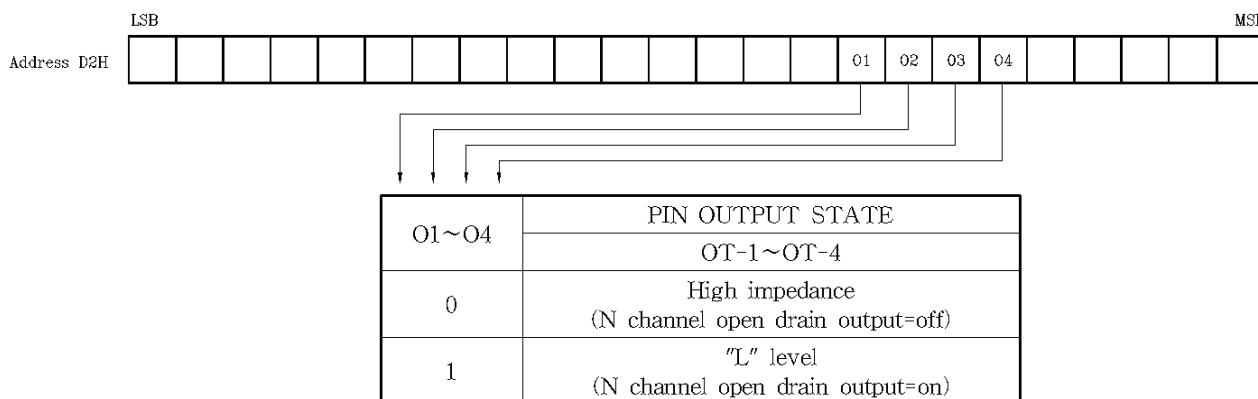 LSB MSB
Address D2H O1 O2 O3 O4
O1~O4 PIN OUTPUT STATE
OT-1~OT-4
0 High impedance
(N channel open drain output=off)
1 "L" level
(N channel open drain output=on)